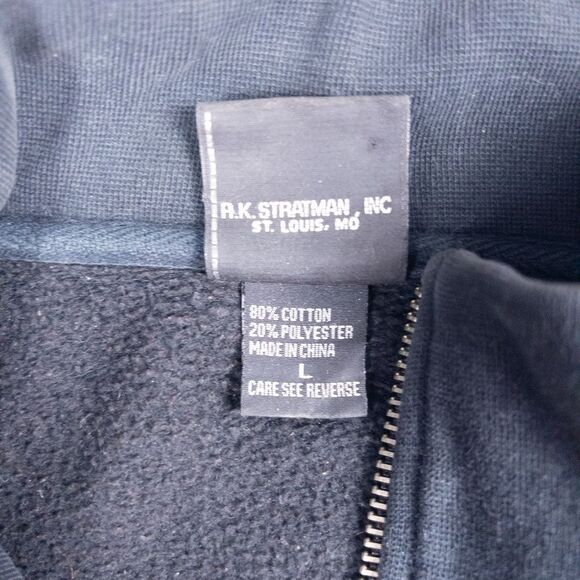 R.K. STRATMAN, INC
ST. LOUIS, MO
80% COTTON
20% POLYESTER
MADE IN CHINA
L
CARE SEE REVERSE